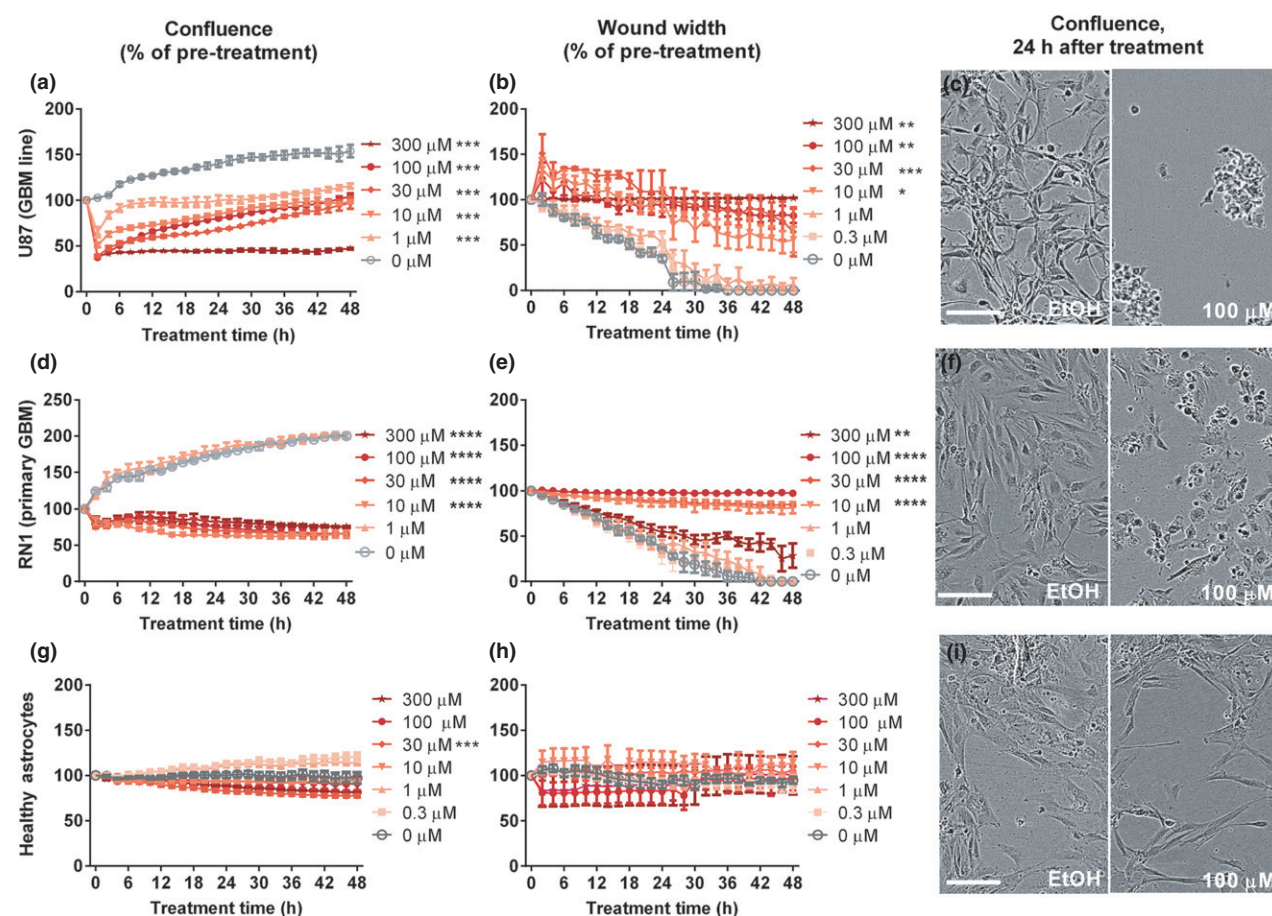 Confluence
(% of pre-treatment)
Wound width
(% of pre-treatment)
Confluence,
24 h after treatment
(a)
U87 (GBM line)
200
150
100
50
0
0 6 12 18 24 30 36 42 48
Treatment time (h)
300 μM ***
100 μM ***
30 μM ***
10 μM ***
1 μM ***
0 μM
(b)
200
150
100
50
0
0 6 12 18 24 30 36 42 48
Treatment time (h)
300 μM **
100 μM **
30 μM ***
10 μM *
1 μM
0.3 μM
0 μM
(c)
EtOH
100 μM
(d)
RN1 (primary GBM)
250
200
150
100
50
0
0 6 12 18 24 30 36 42 48
Treatment time (h)
300 μM ****
100 μM ****
30 μM ****
10 μM ****
1 μM
0 μM
(e)
200
150
100
50
0
0 6 12 18 24 30 36 42 48
Treatment time (h)
300 μM **
100 μM ****
30 μM ****
10 μM ****
1 μM
0.3 μM
0 μM
(f)
EtOH
100 μM
(g)
Healthy astrocytes
200
150
100
50
0
0 6 12 18 24 30 36 42 48
Treatment time (h)
300 μM
100 μM
30 μM ***
10 μM
1 μM
0.3 μM
0 μM
(h)
200
150
100
50
0
0 6 12 18 24 30 36 42 48
Treatment time (h)
300 μM
100 μM
30 μM
10 μM
1 μM
0.3 μM
0 μM
(i)
EtOH
100 μM